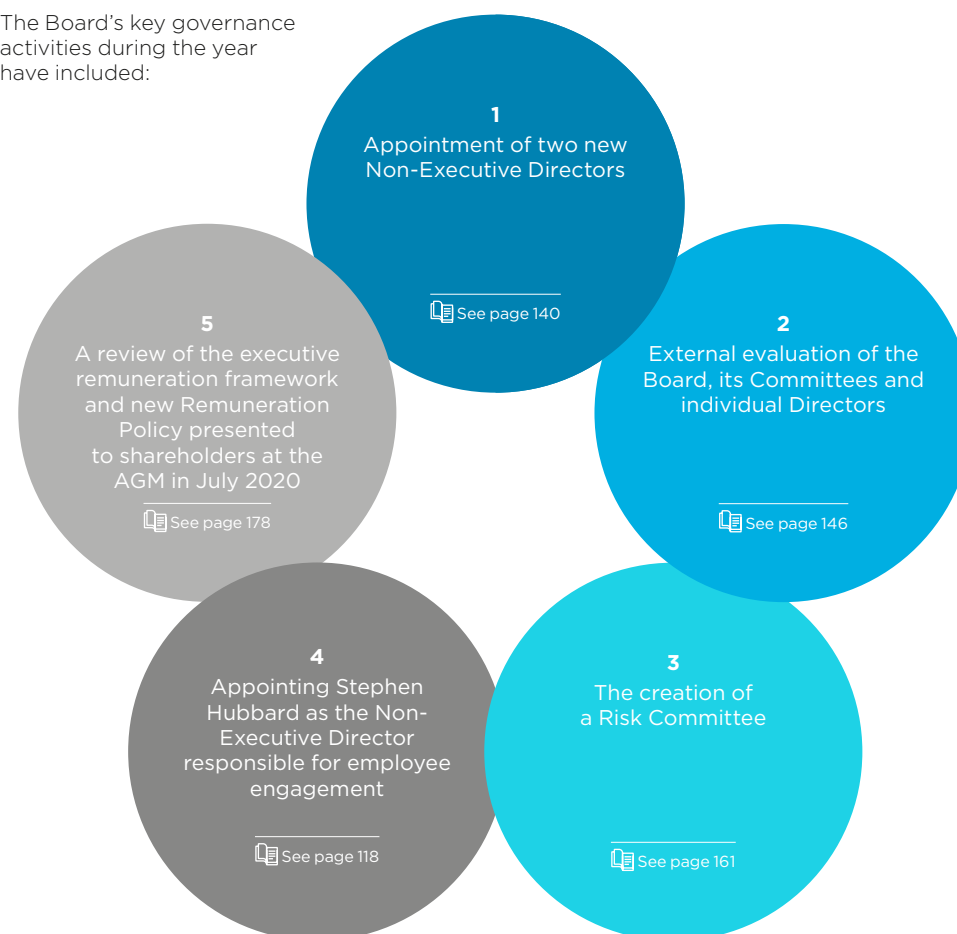 The Board's key governance
activities during the year
have included:
1
Appointment of two new
Non-Executive Directors
See page 140
2
External evaluation of the
Board, its Committees and
individual Directors
See page 146
3
The creation of
a Risk Committee
See page 161
4
Appointing Stephen
Hubbard as the Non-
Executive Director
responsible for employee
engagement
See page 118
5
A review of the executive
remuneration framework
and new Remuneration
Policy presented
to shareholders at the
AGM in July 2020
See page 178